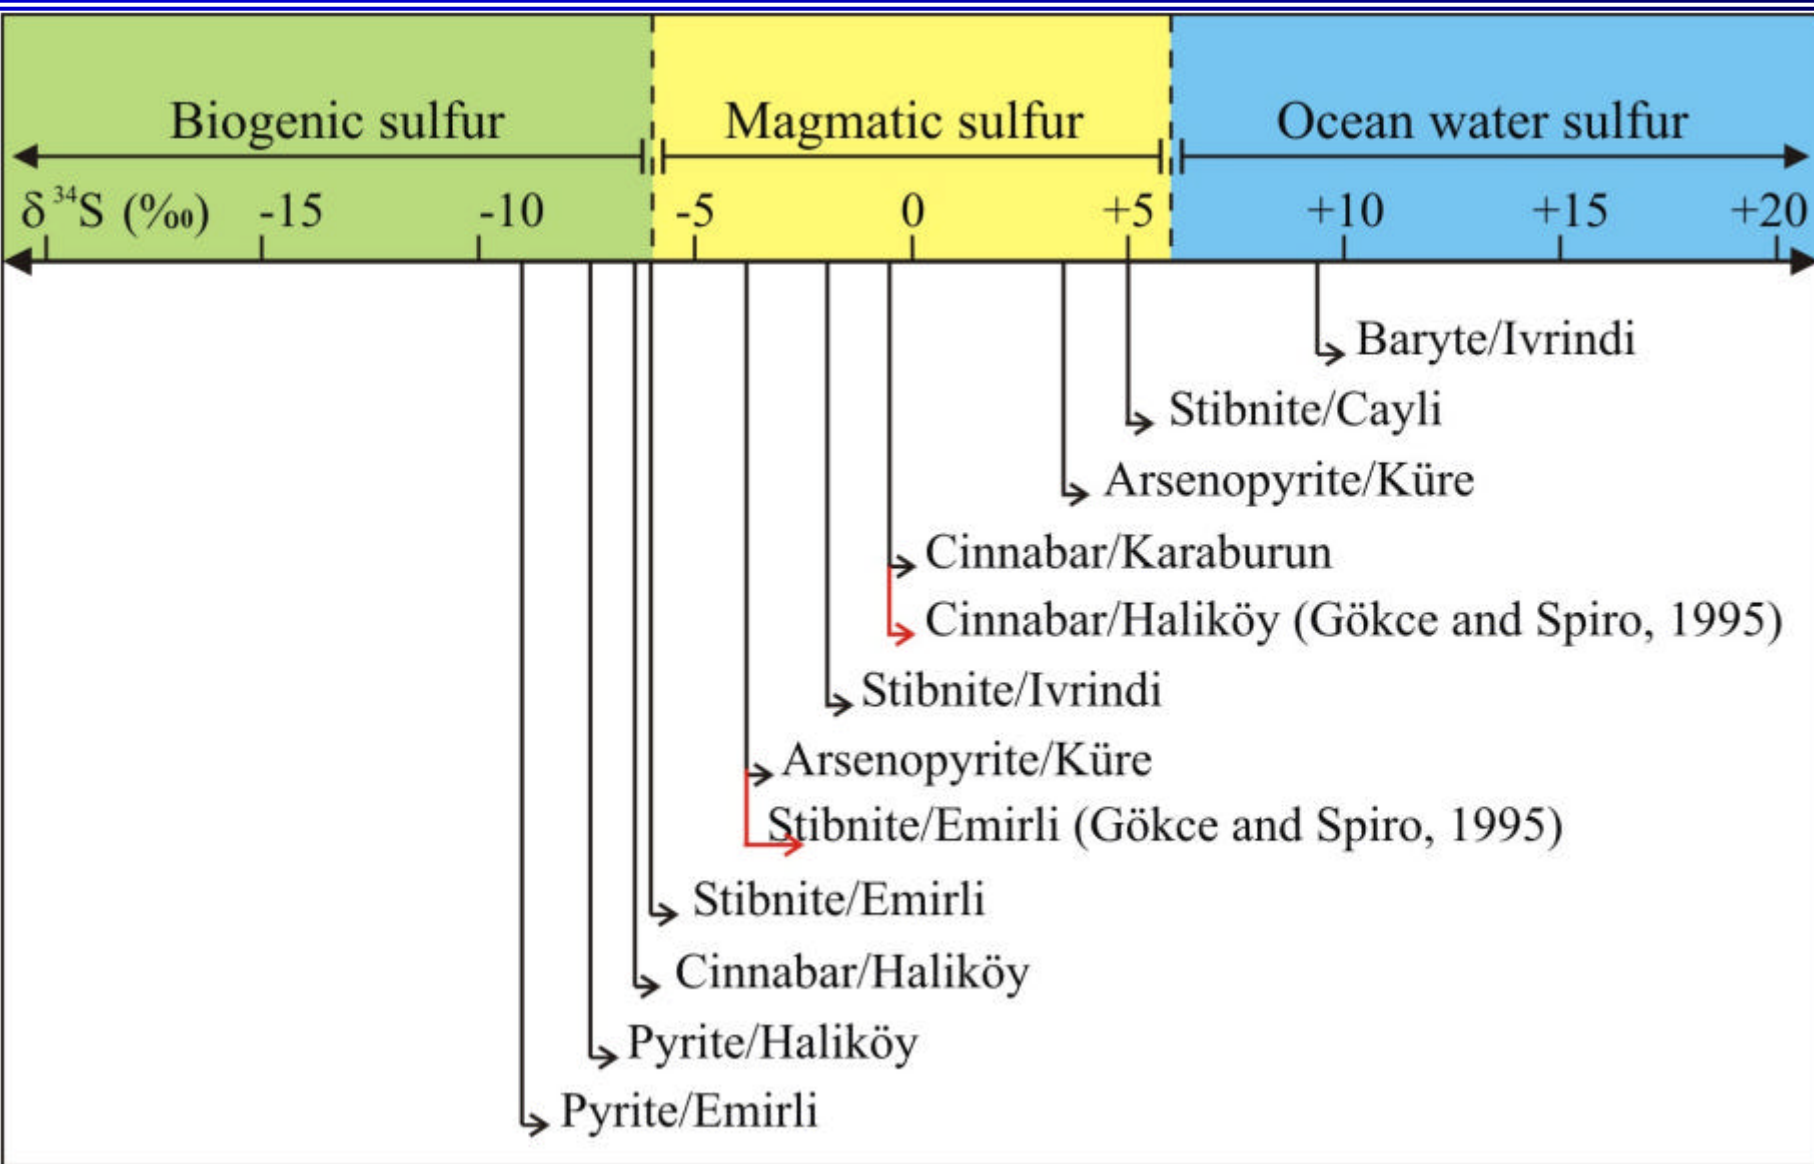 Biogenic sulfur Magmatic sulfur Ocean water sulfur
δ ³⁴S (‰) -15 -10 -5 0 +5 +10 +15 +20
Baryte/Ivrindi
Stibnite/Cayli
Arsenopyrite/Küre
Cinnabar/Karaburun
Cinnabar/Haliköy (Gökce and Spiro, 1995)
Stibnite/Ivrindi
Arsenopyrite/Küre
Stibnite/Emirli (Gökce and Spiro, 1995)
Stibnite/Emirli
Cinnabar/Haliköy
Pyrite/Haliköy
Pyrite/Emirli